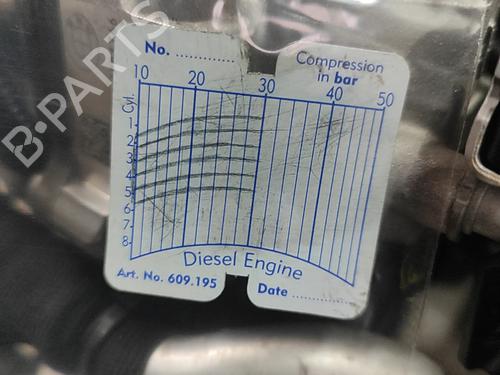 B-PARTS
No. ..................
Compression
in bar
10 20 30 40 50
Cyl.
1
2
3
4
5
6
7
8
Diesel Engine
Art. No. 609.195
Date ..................